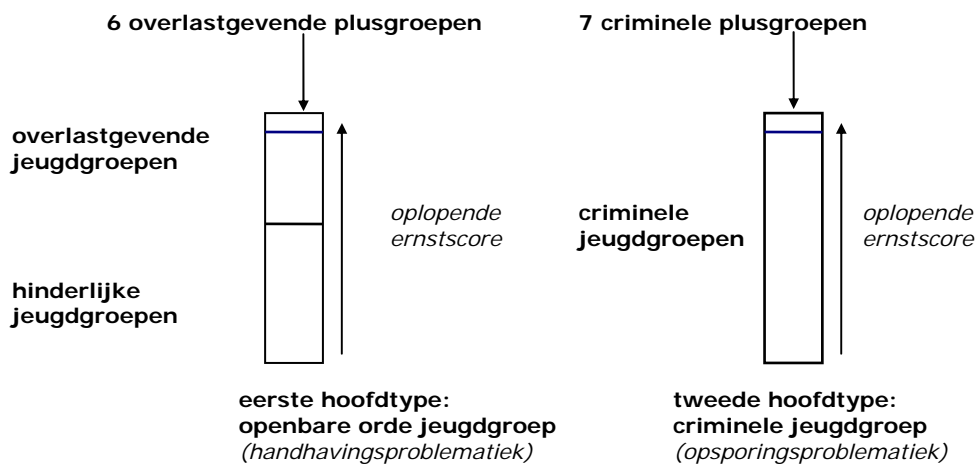 6 overlastgevende plusgroepen
7 criminele plusgroepen
overlastgevende
jeugdgroepen
oplopende
ernstscore
hinderlijke
jeugdgroepen
criminele
jeugdgroepen
oplopende
ernstscore
eerste hoofdtype:
openbare orde jeugdgroep
(handhavingsproblematiek)
tweede hoofdtype:
criminele jeugdgroep
(opsporingsproblematiek)